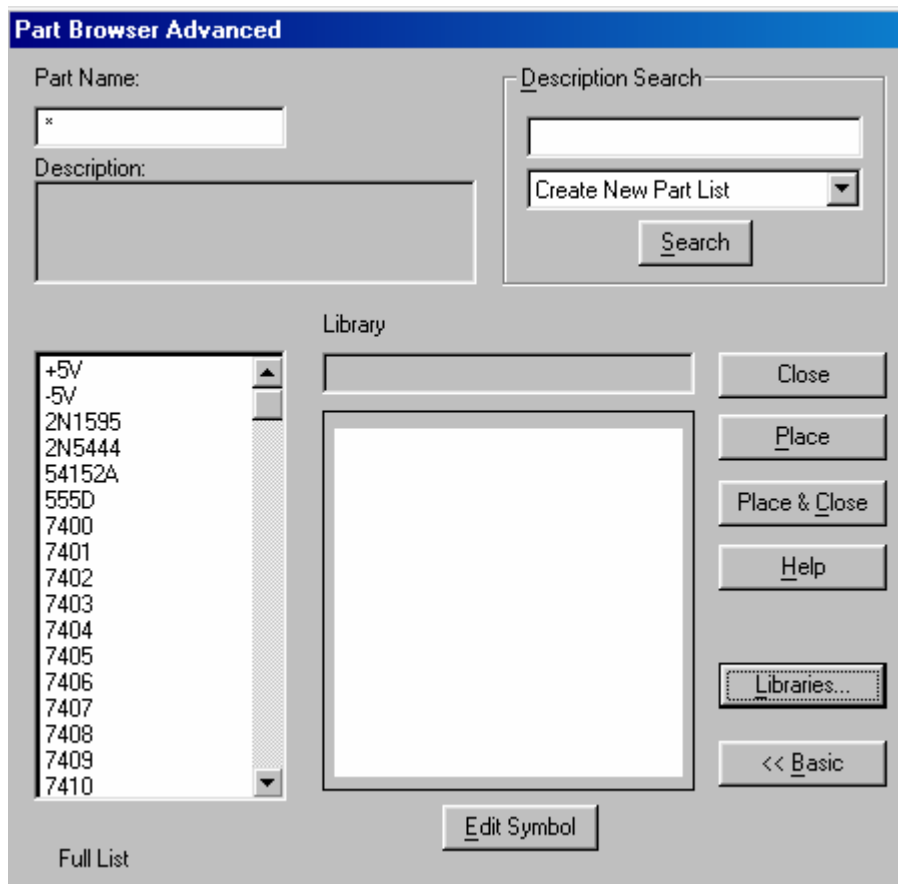 Part Browser Advanced
Part Name:
*
Description:
Description Search
Create New Part List
Search
+5V
-5V
2N1595
2N5444
54152A
555D
7400
7401
7402
7403
7404
7405
7406
7407
7408
7409
7410
Full List
Library
Edit Symbol
Close
Place
Place & Close
Help
Libraries...
<< Basic